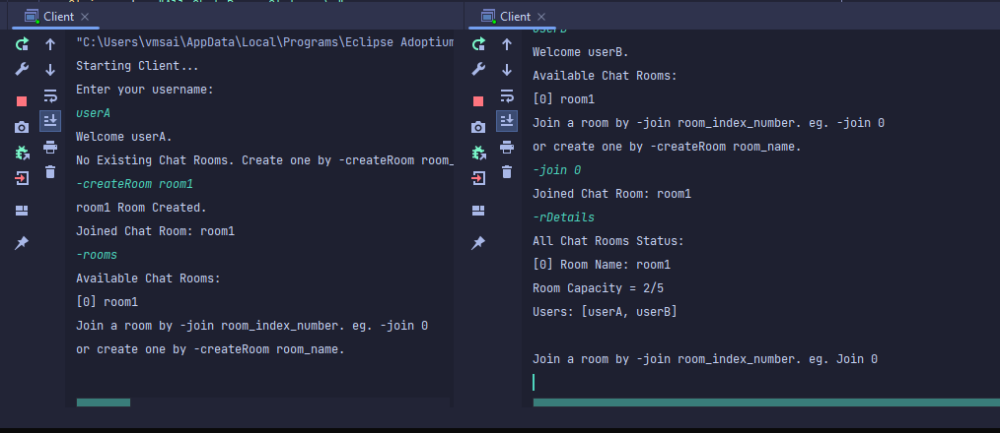 Client
"C:\Users\vmsai\AppData\Local\Programs\Eclipse Adoptium
Starting Client...
Enter your username:
userA
Welcome userA.
No Existing Chat Rooms. Create one by -createRoom room_
-createRoom room1
room1 Room Created.
Joined Chat Room: room1
-rooms
Available Chat Rooms:
[0] room1
Join a room by -join room_index_number. eg. -join 0
or create one by -createRoom room_name.
Client
userB
Welcome userB.
Available Chat Rooms:
[0] room1
Join a room by -join room_index_number. eg. -join 0
or create one by -createRoom room_name.
-join 0
Joined Chat Room: room1
-rDetails
All Chat Rooms Status:
[0] Room Name: room1
Room Capacity = 2/5
Users: [userA, userB]
Join a room by -join room_index_number. eg. Join 0